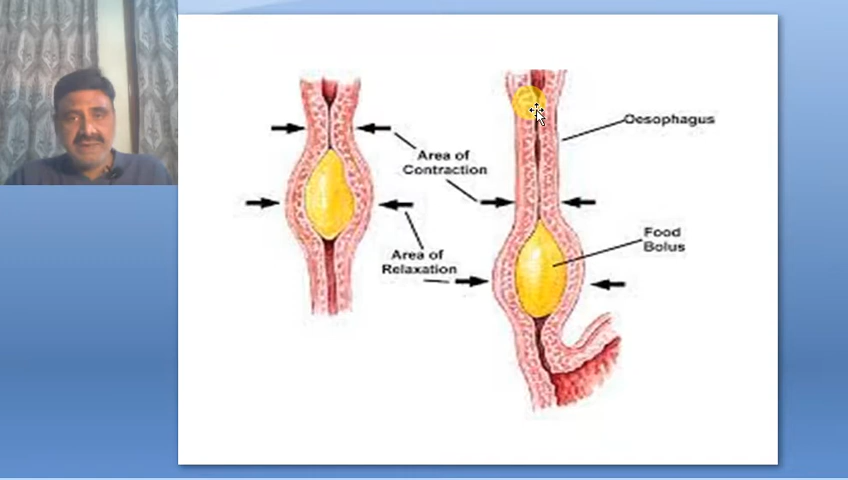 Oesophagus
Area of
Contraction
Food
Bolus
Area of
Relaxation